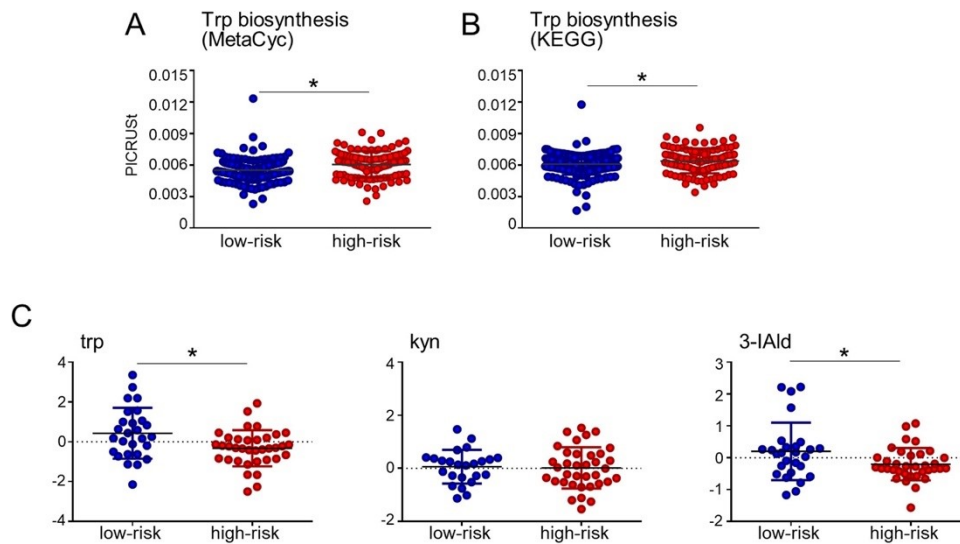 A
Trp biosynthesis
(MetaCyc)
PICRUSt
0.015
0.012
0.009
0.006
0.003
0
*
low-risk
high-risk
B
Trp biosynthesis
(KEGG)
0.015
0.012
0.009
0.006
0.003
0
*
low-risk
high-risk
C
trp
4
2
0
-2
-4
*
low-risk
high-risk
kyn
4
2
0
-2
low-risk
high-risk
3-IAld
3
2
1
0
-1
-2
*
low-risk
high-risk